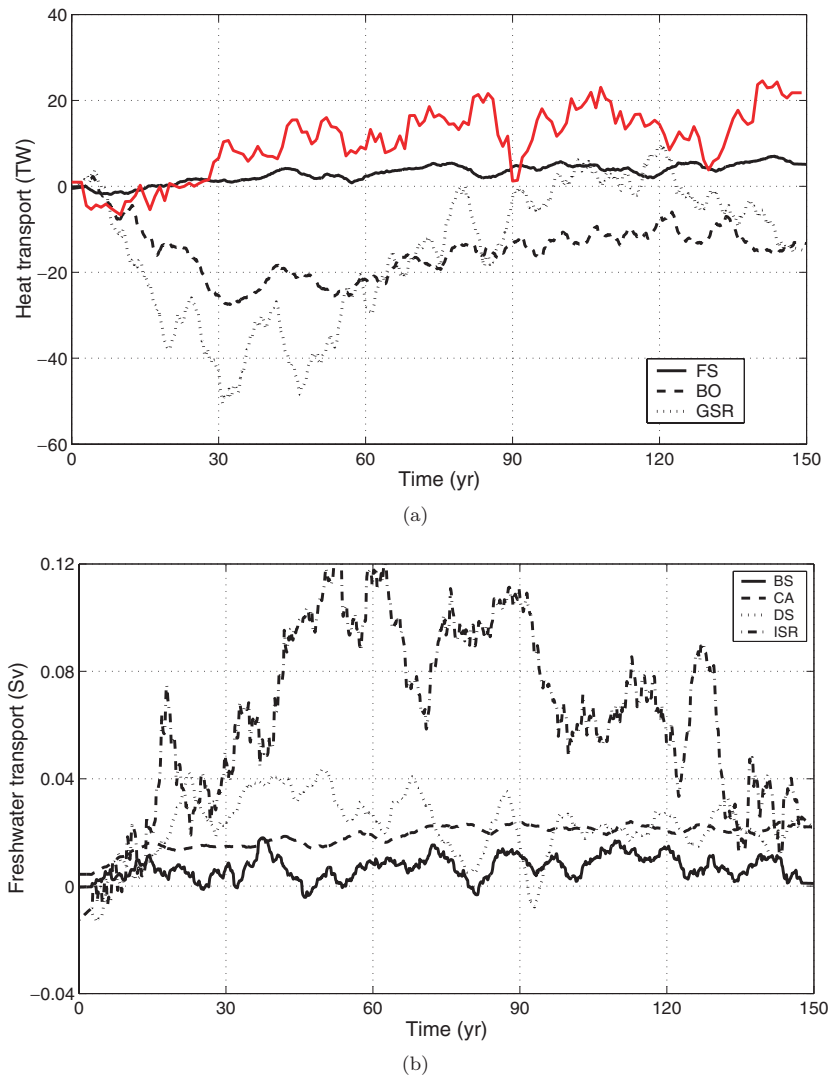 40
20
0
−20
−40
−60
Heat transport (TW)
FS
BO
GSR
0 30 60 90 120 150
Time (yr)
(a)
0.12
0.08
0.04
0
−0.04
Freshwater transport (Sv)
BS
CA
DS
ISR
0 30 60 90 120 150
Time (yr)
(b)